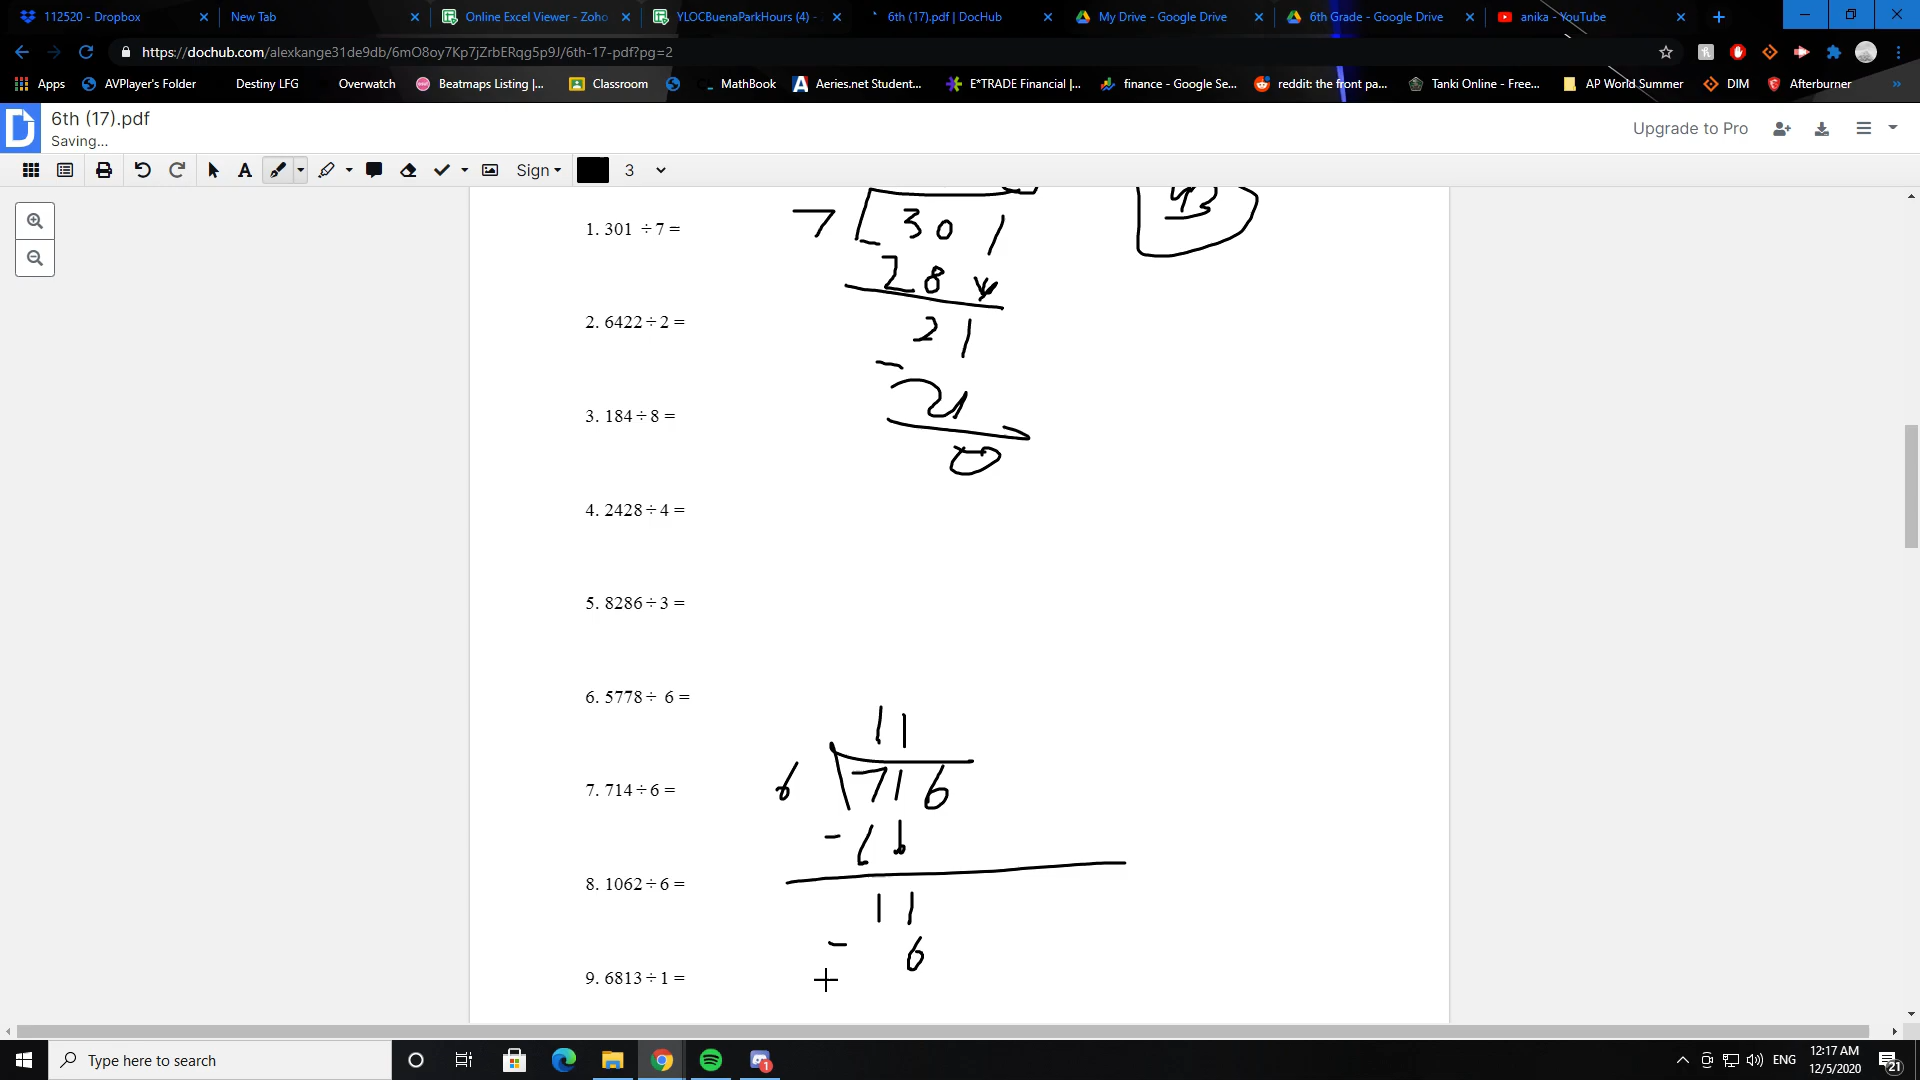 112520 - Dropbox
New Tab
Online Excel Viewer - Zoho
YLOCBuenaParkHours (4) -
6th (17).pdf | DocHub
My Drive - Google Drive
6th Grade - Google Drive
anika - YouTube
https://dochub.com/alexkange31de9db/6mO8oy7Kp7jZrbERqg5p9J/6th-17-pdf?pg=2
Apps
AVPlayer's Folder
Destiny LFG
Overwatch
Beatmaps Listing |...
Classroom
MathBook
Aeries.net Student...
E*TRADE Financial |...
finance - Google Se...
reddit: the front pa...
Tanki Online - Free...
AP World Summer
DIM
Afterburner
6th (17).pdf
Saving...
Upgrade to Pro
Sign
3
1. 301 ÷ 7 =
2. 6422 ÷ 2 =
3. 184 ÷ 8 =
4. 2428 ÷ 4 =
5. 8286 ÷ 3 =
6. 5778 ÷ 6 =
7. 714 ÷ 6 =
8. 1062 ÷ 6 =
9. 6813 ÷ 1 =
43
7 301
- 28
21
- 21
0
11
6 716
- 6
11
- 6
Type here to search
ENG
12:17 AM
12/5/2020
21
1